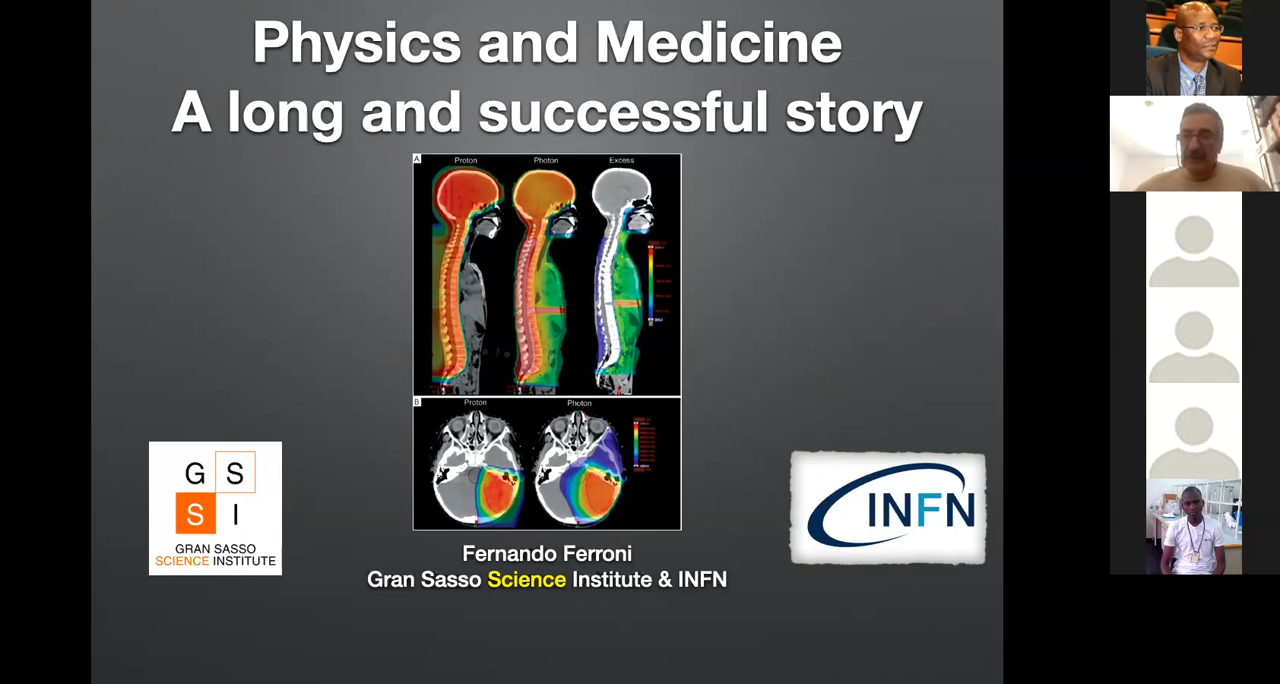 Physics and Medicine
A long and successful story
A
Proton
Photon
Excess
B
Proton
Photon
G S
S I
GRAN SASSO
SCIENCE INSTITUTE
INFN
Fernando Ferroni
Gran Sasso Science Institute & INFN